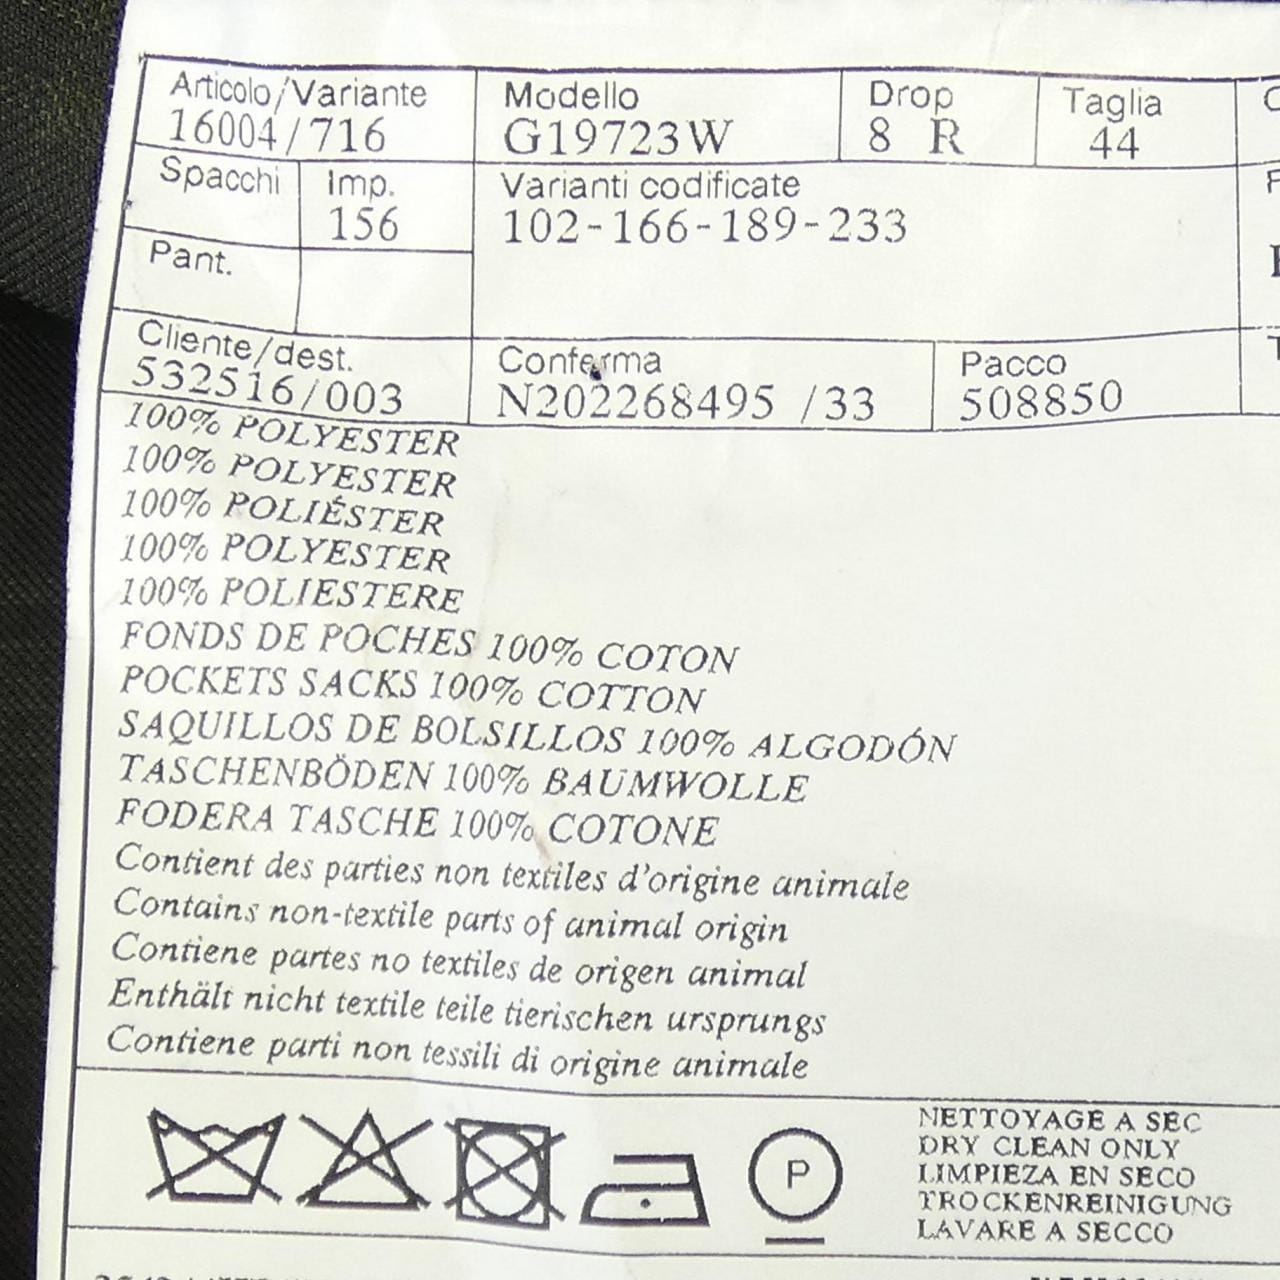 Articolo/Variante Modello Drop Taglia
16004/716 G19723W 8 R 44
Spacchi Imp. Varianti codificate
156 102-166-189-233
Pant.
Cliente/dest. Conferma Pacco
532516/003 N202268495 /33 508850
100% POLYESTER
100% POLYESTER
100% POLIÉSTER
100% POLYESTER
100% POLIESTERE
FONDS DE POCHES 100% COTON
POCKETS SACKS 100% COTTON
SAQUILLOS DE BOLSILLOS 100% ALGODÓN
TASCHENBÖDEN 100% BAUMWOLLE
FODERA TASCHE 100% COTONE
Contient des parties non textiles d'origine animale
Contains non-textile parts of animal origin
Contiene partes no textiles de origen animal
Enthält nicht textile teile tierischen ursprungs
Contiene parti non tessili di origine animale
P
NETTOYAGE A SEC
DRY CLEAN ONLY
LIMPIEZA EN SECO
TROCKENREINIGUNG
LAVARE A SECCO